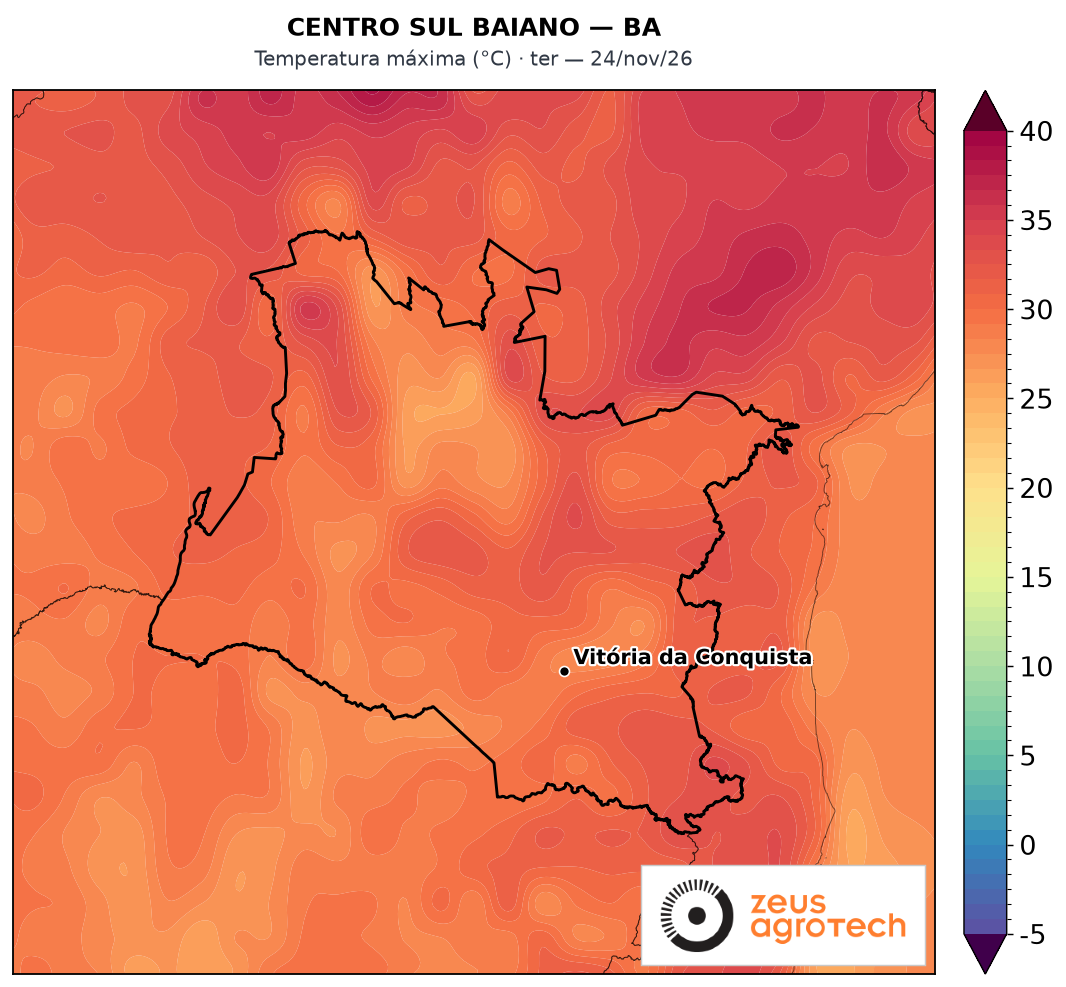 CENTRO SUL BAIANO — BA
Temperatura máxima (°C) · ter — 24/nov/26
40
35
30
25
20
15
10
5
0
-5
Vitória da Conquista
zeus
agrotech